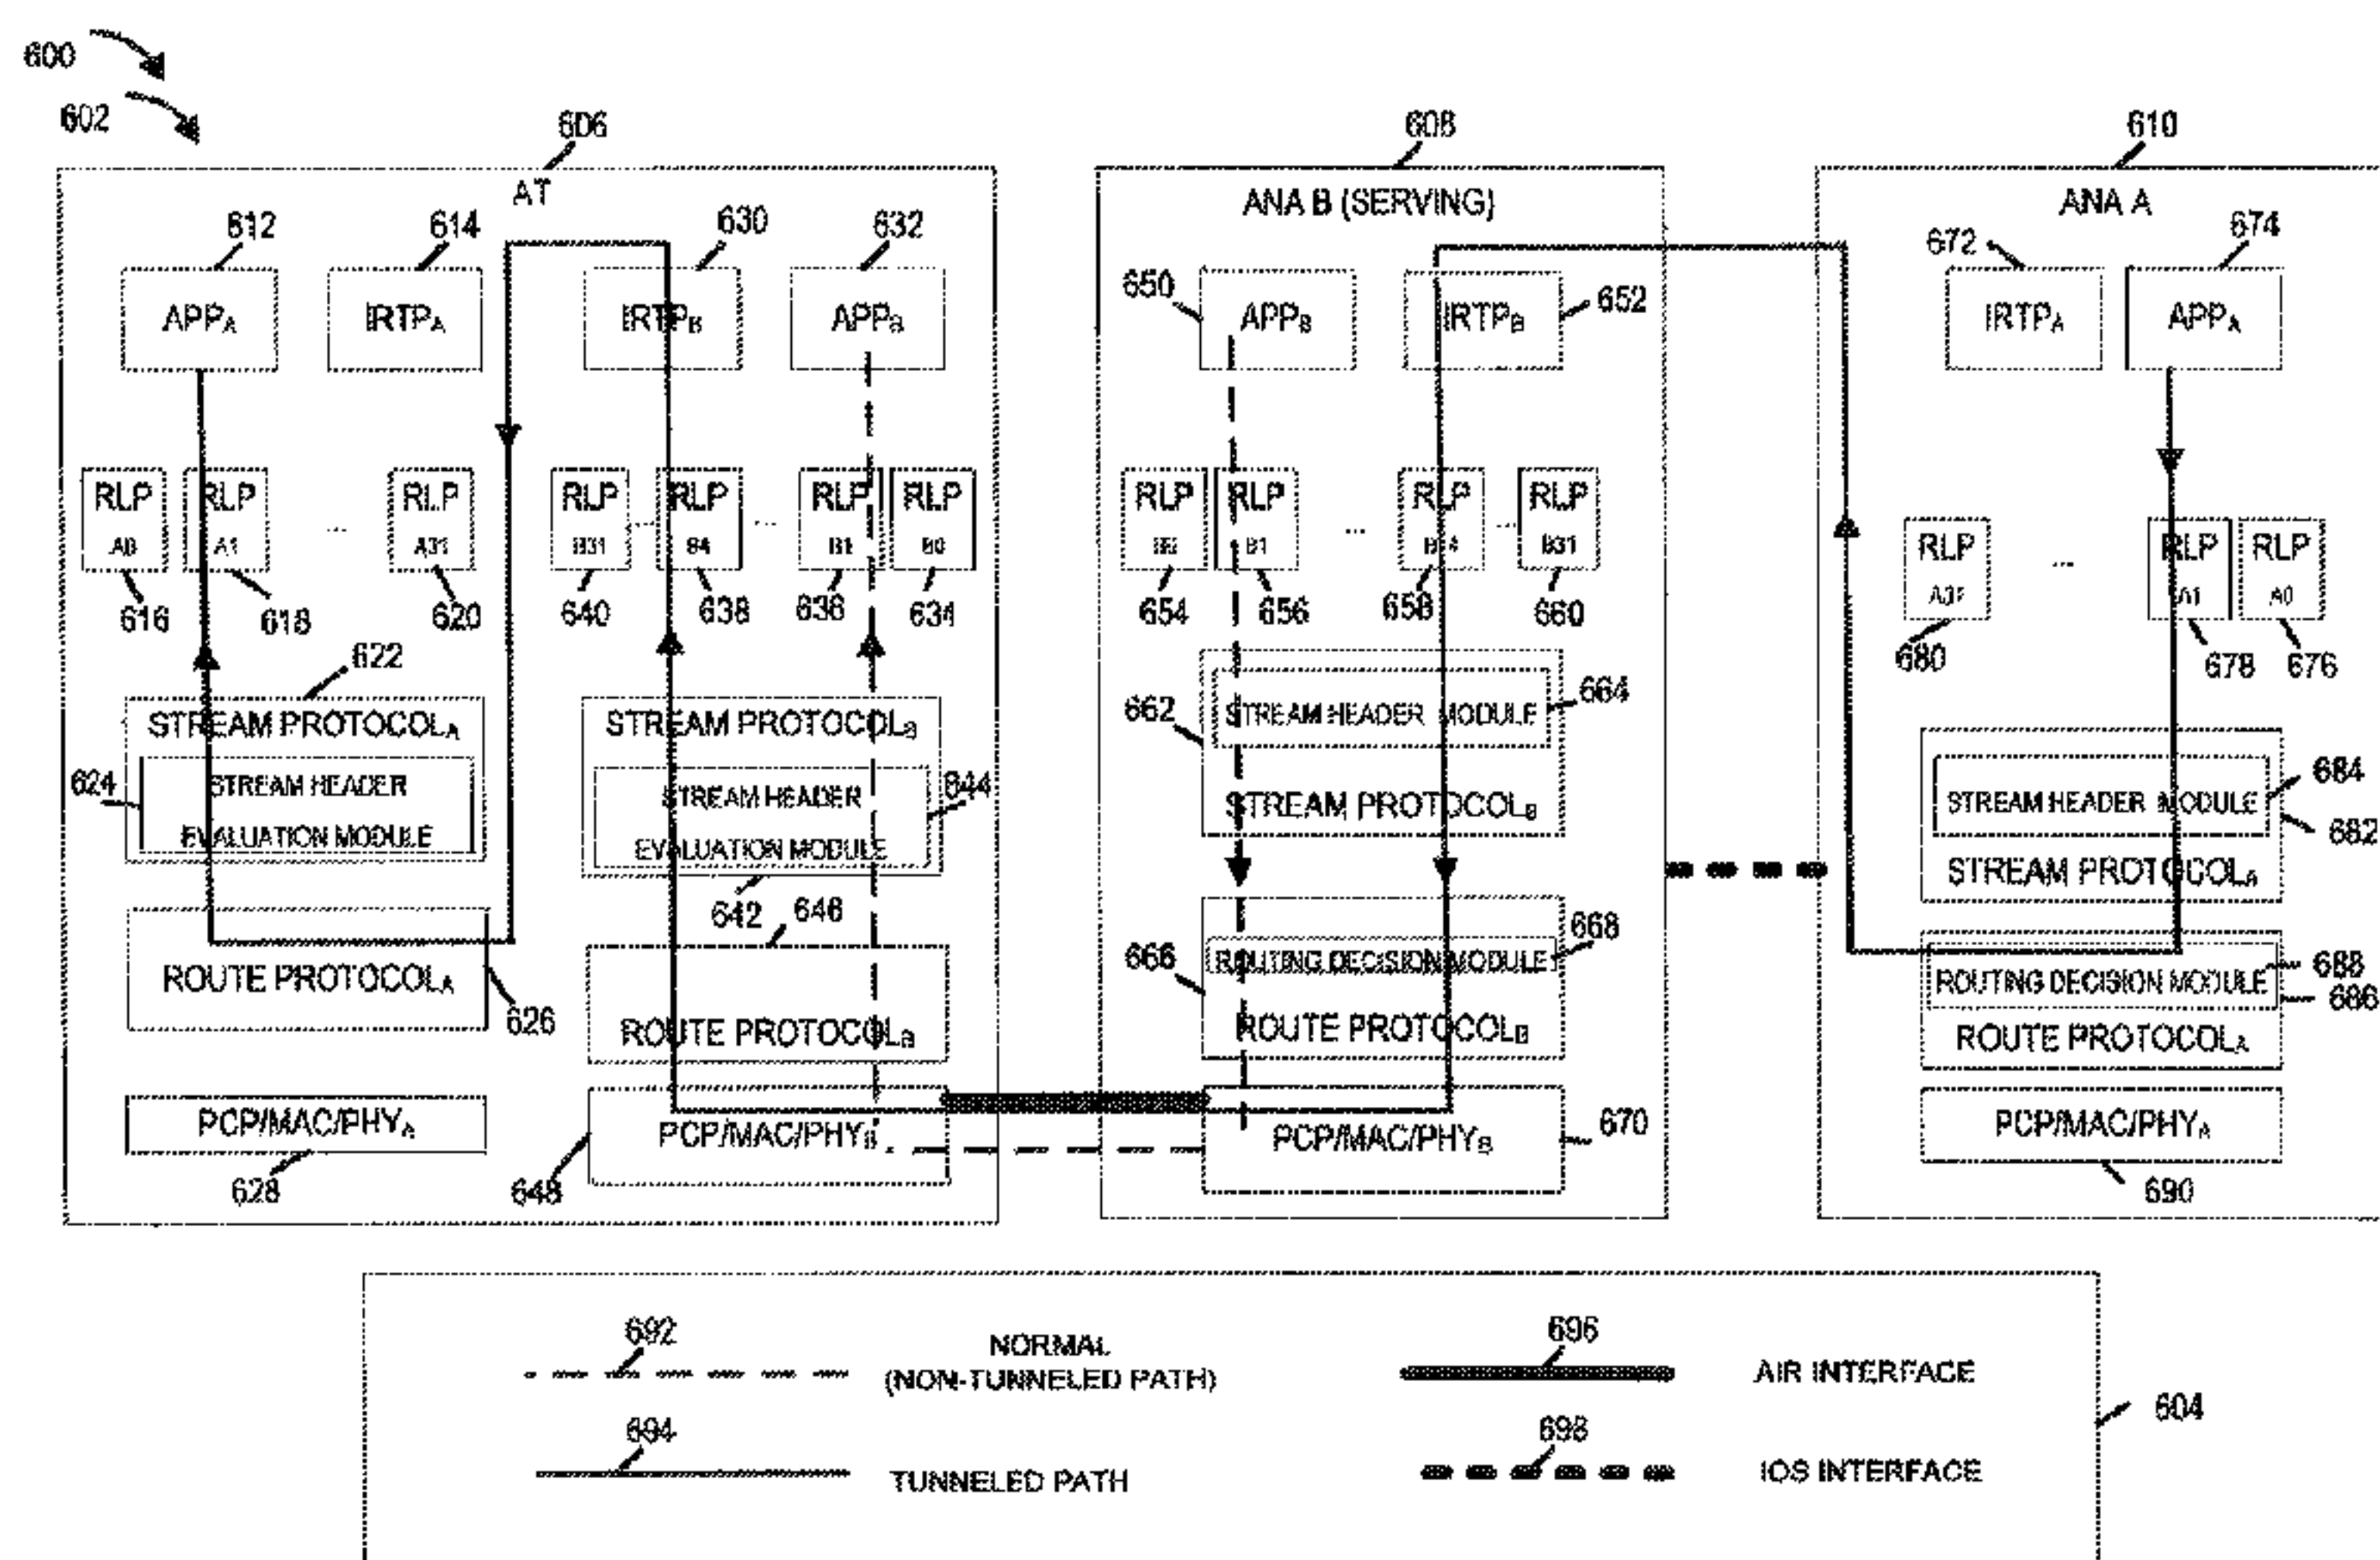 600
602
606
608
610
AT
ANA B (SERVING)
ANA A
612
614
630
632
650
652
672
674
APPA
IRTPA
IRTPB
APPB
APPB
IRTPB
IRTPA
APPA
RLP
A0
RLP
A1
...
RLP
A31
RLP
B31
...
RLP
B4
...
RLP
B1
RLP
B0
RLP
RLP
B1
...
RLP
...
RLP
B31
RLP
...
RLP
A1
RLP
A0
616
618
620
640
638
636
634
654
656
658
660
680
678
676
622
STREAM PROTOCOLA
624
STREAM HEADER
EVALUATION MODULE
STREAM PROTOCOLB
644
STREAM HEADER
EVALUATION MODULE
642
662
664
STREAM HEADER MODULE
STREAM PROTOCOLB
684
STREAM HEADER MODULE
682
STREAM PROTOCOLA
ROUTE PROTOCOLA
626
646
ROUTE PROTOCOLB
666
668
ROUTING DECISION MODULE
ROUTE PROTOCOLB
688
ROUTING DECISION MODULE
686
ROUTE PROTOCOLA
PCP/MAC/PHYA
628
648
PCP/MAC/PHYB
PCP/MAC/PHYB
670
PCP/MAC/PHYA
690
692
NORMAL
(NON-TUNNELED PATH)
696
AIR INTERFACE
604
694
TUNNELED PATH
698
IOS INTERFACE